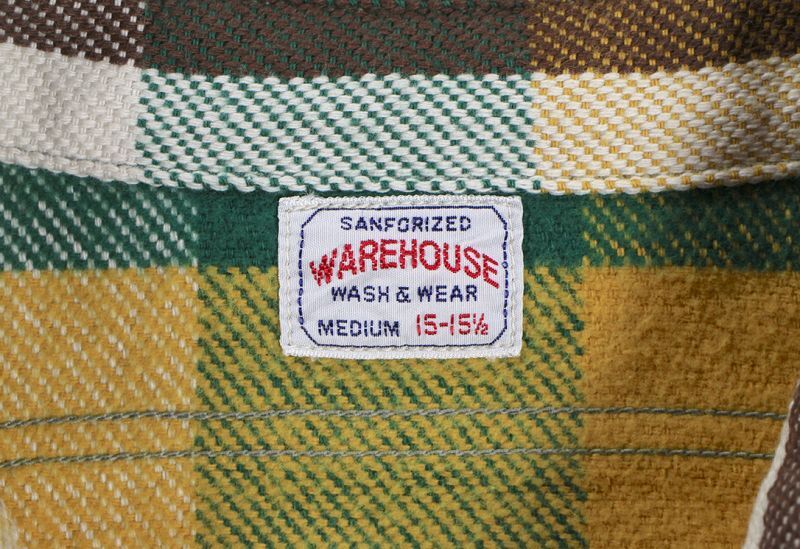 SANFORIZED
WAREHOUSE
WASH & WEAR
MEDIUM 15-15½